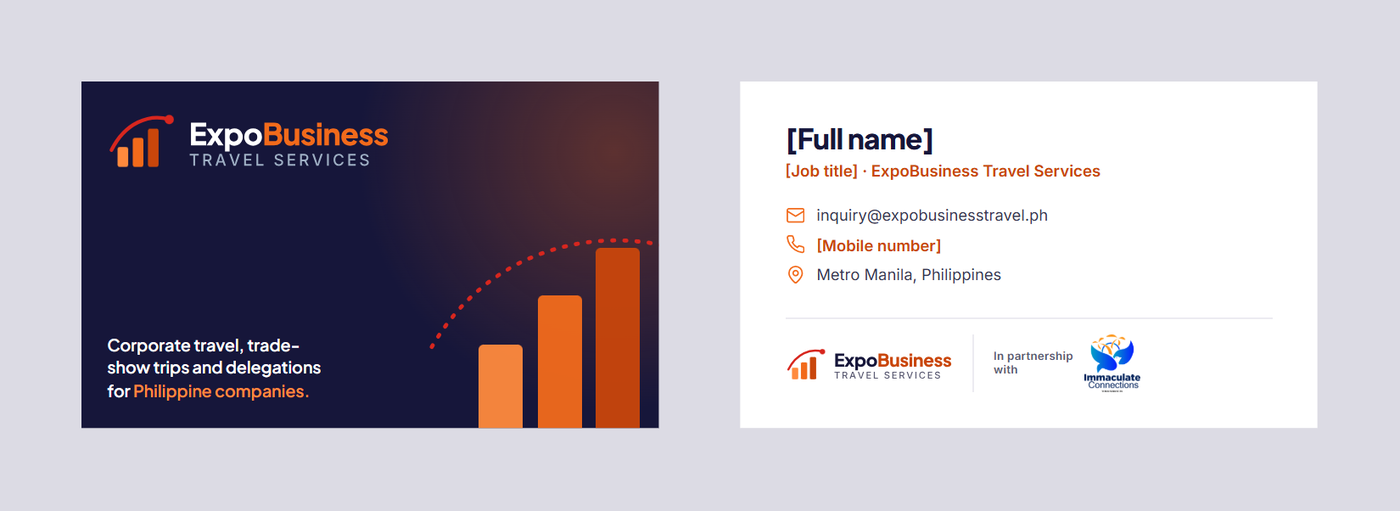 ExpoBusiness
TRAVEL SERVICES
Corporate travel, trade-
show trips and delegations
for Philippine companies.
[Full name]
[Job title] · ExpoBusiness Travel Services
inquiry@expobusinesstravel.ph
[Mobile number]
Metro Manila, Philippines
ExpoBusiness
TRAVEL SERVICES
In partnership
with
Immaculate
Connections